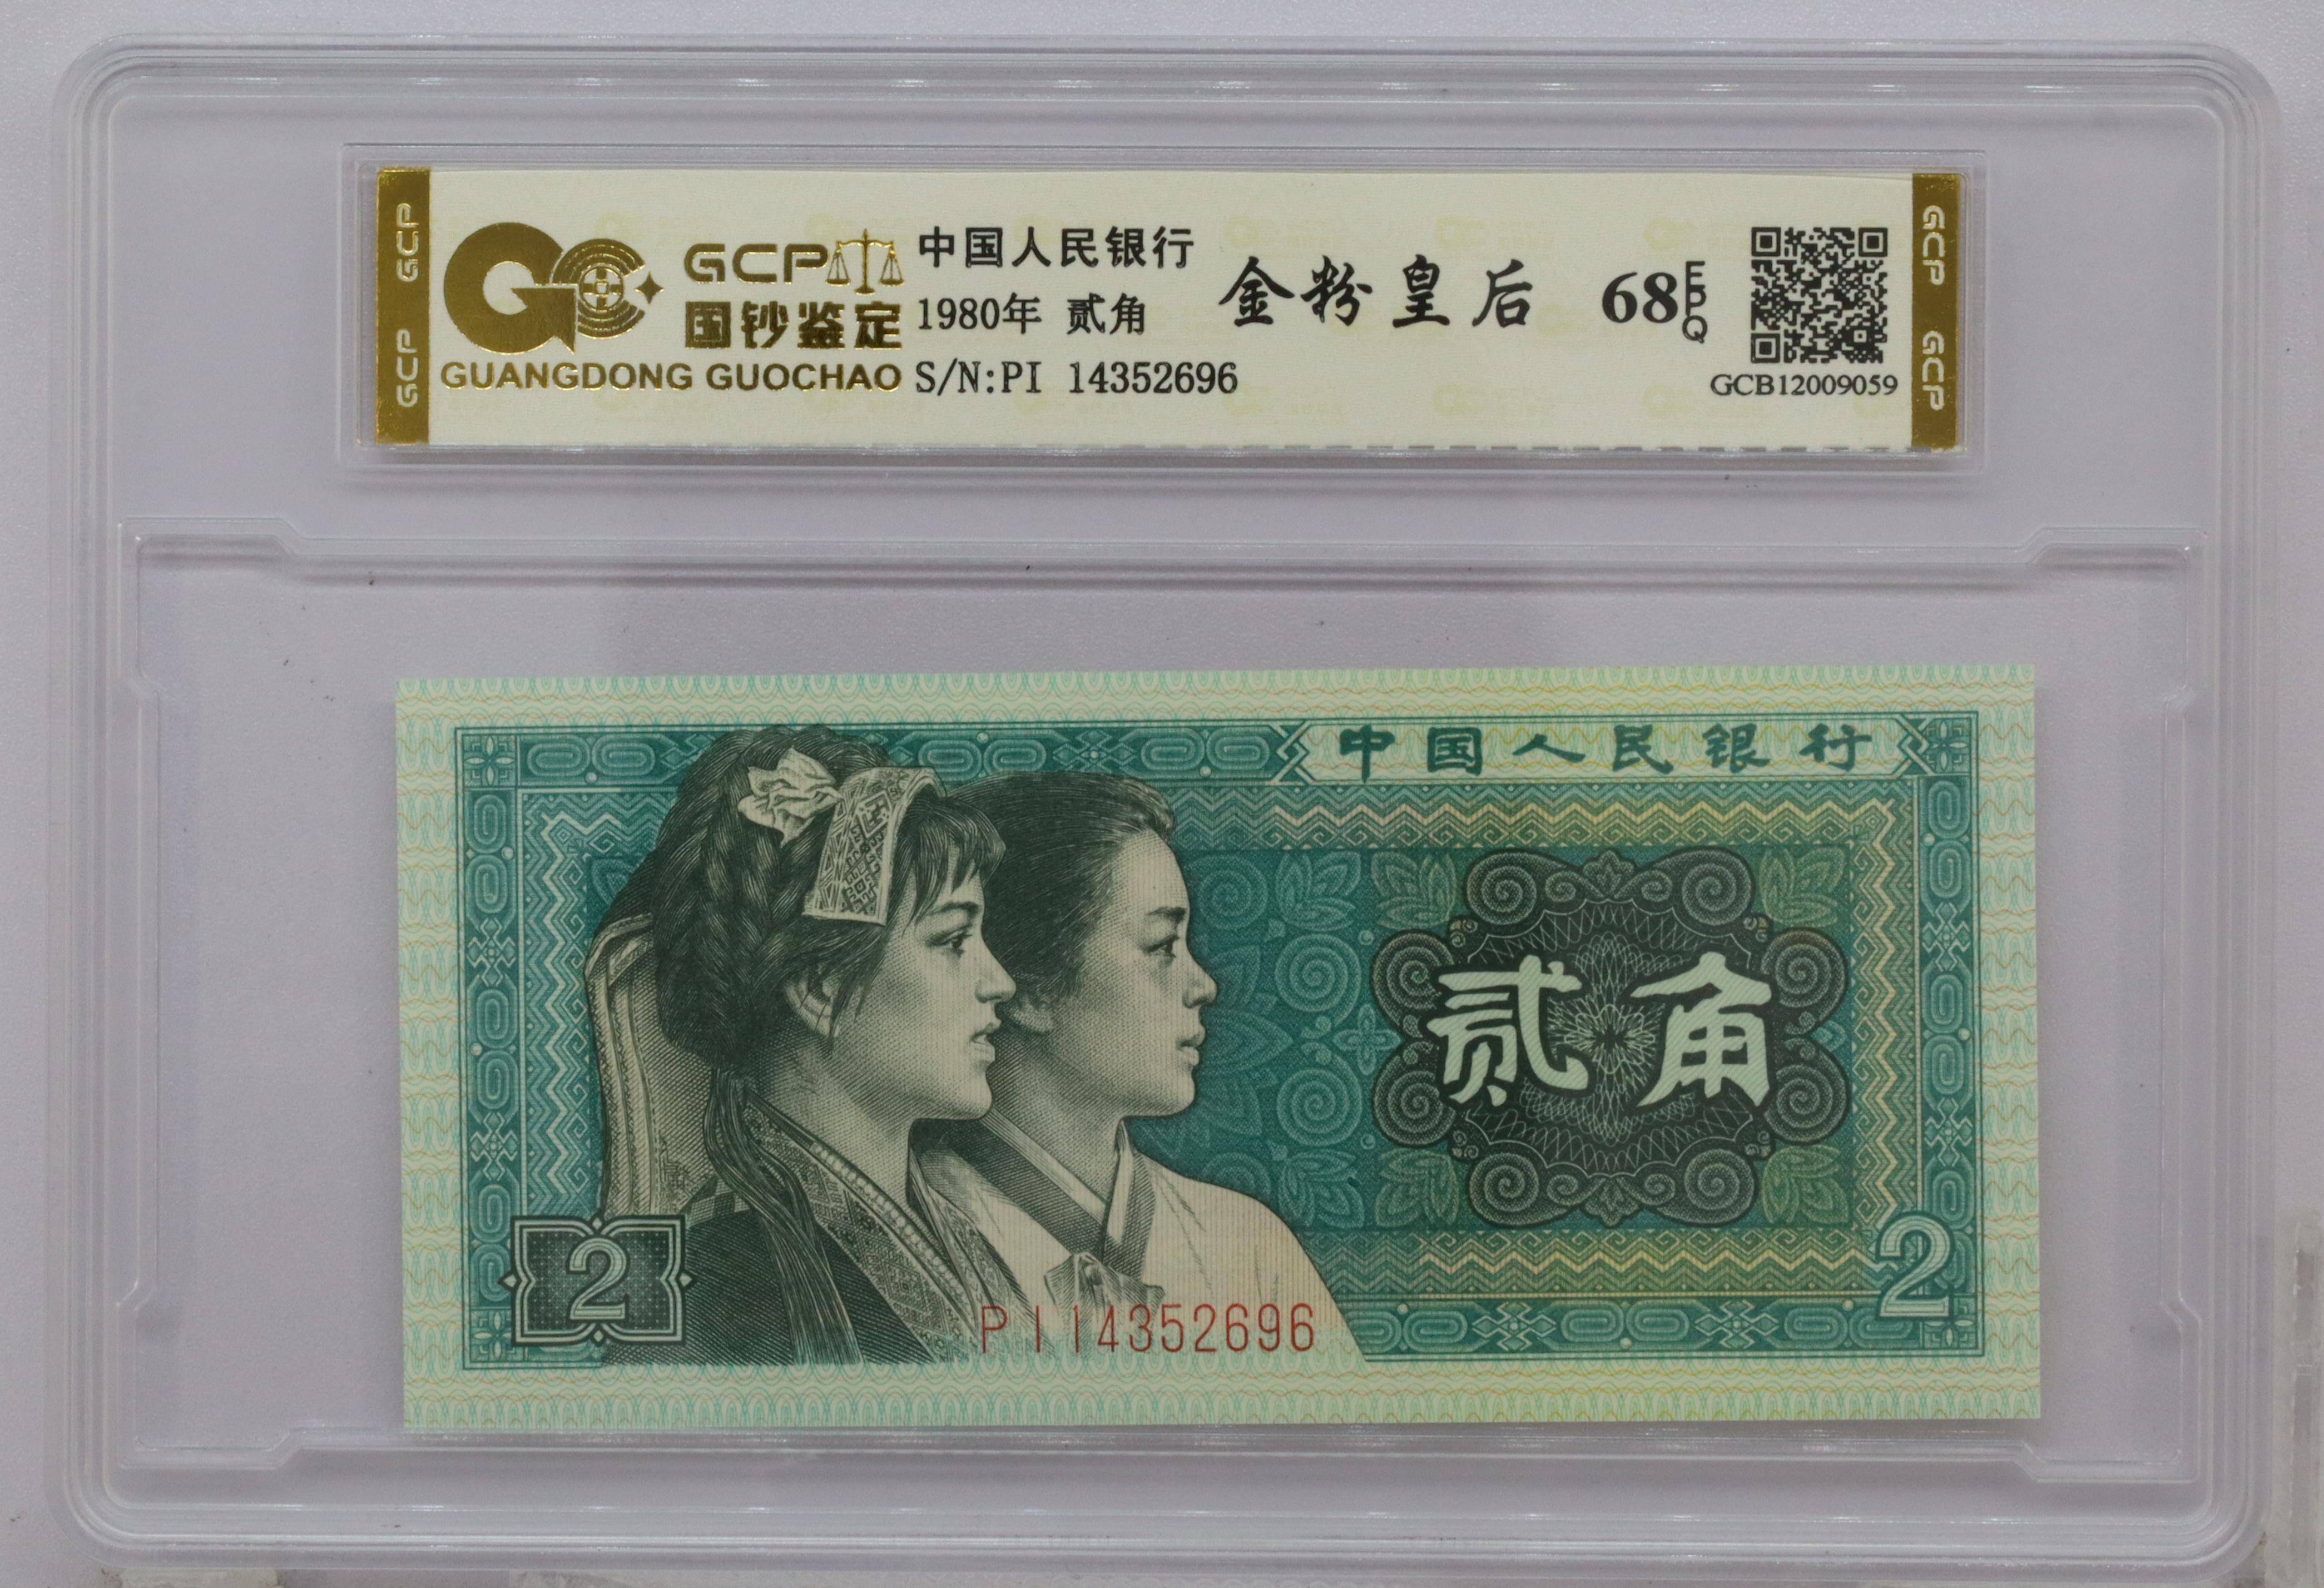 GCP GCP
GCP
国钞鉴定
GUANGDONG GUOCHAO
中国人民银行
1980年 贰角
S/N:PI 14352696
金粉皇后
68 EPQ
GCB12009059
GCP GCP
中国人民银行
贰角
2
2
PI14352696